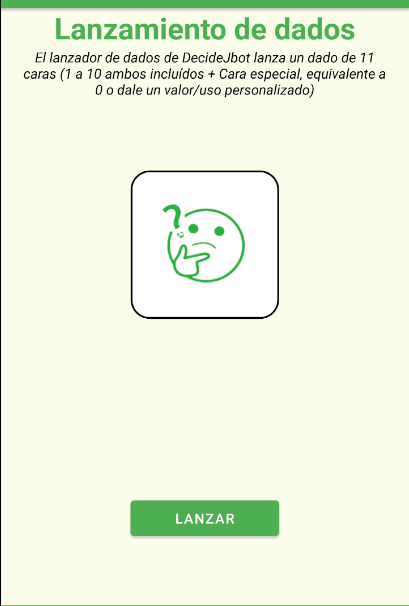 Lanzamiento de dados
El lanzador de dados de DecideJbot lanza un dado de 11
caras (1 a 10 ambos incluídos + Cara especial, equivalente a
0 o dale un valor/uso personalizado)
?
LANZAR